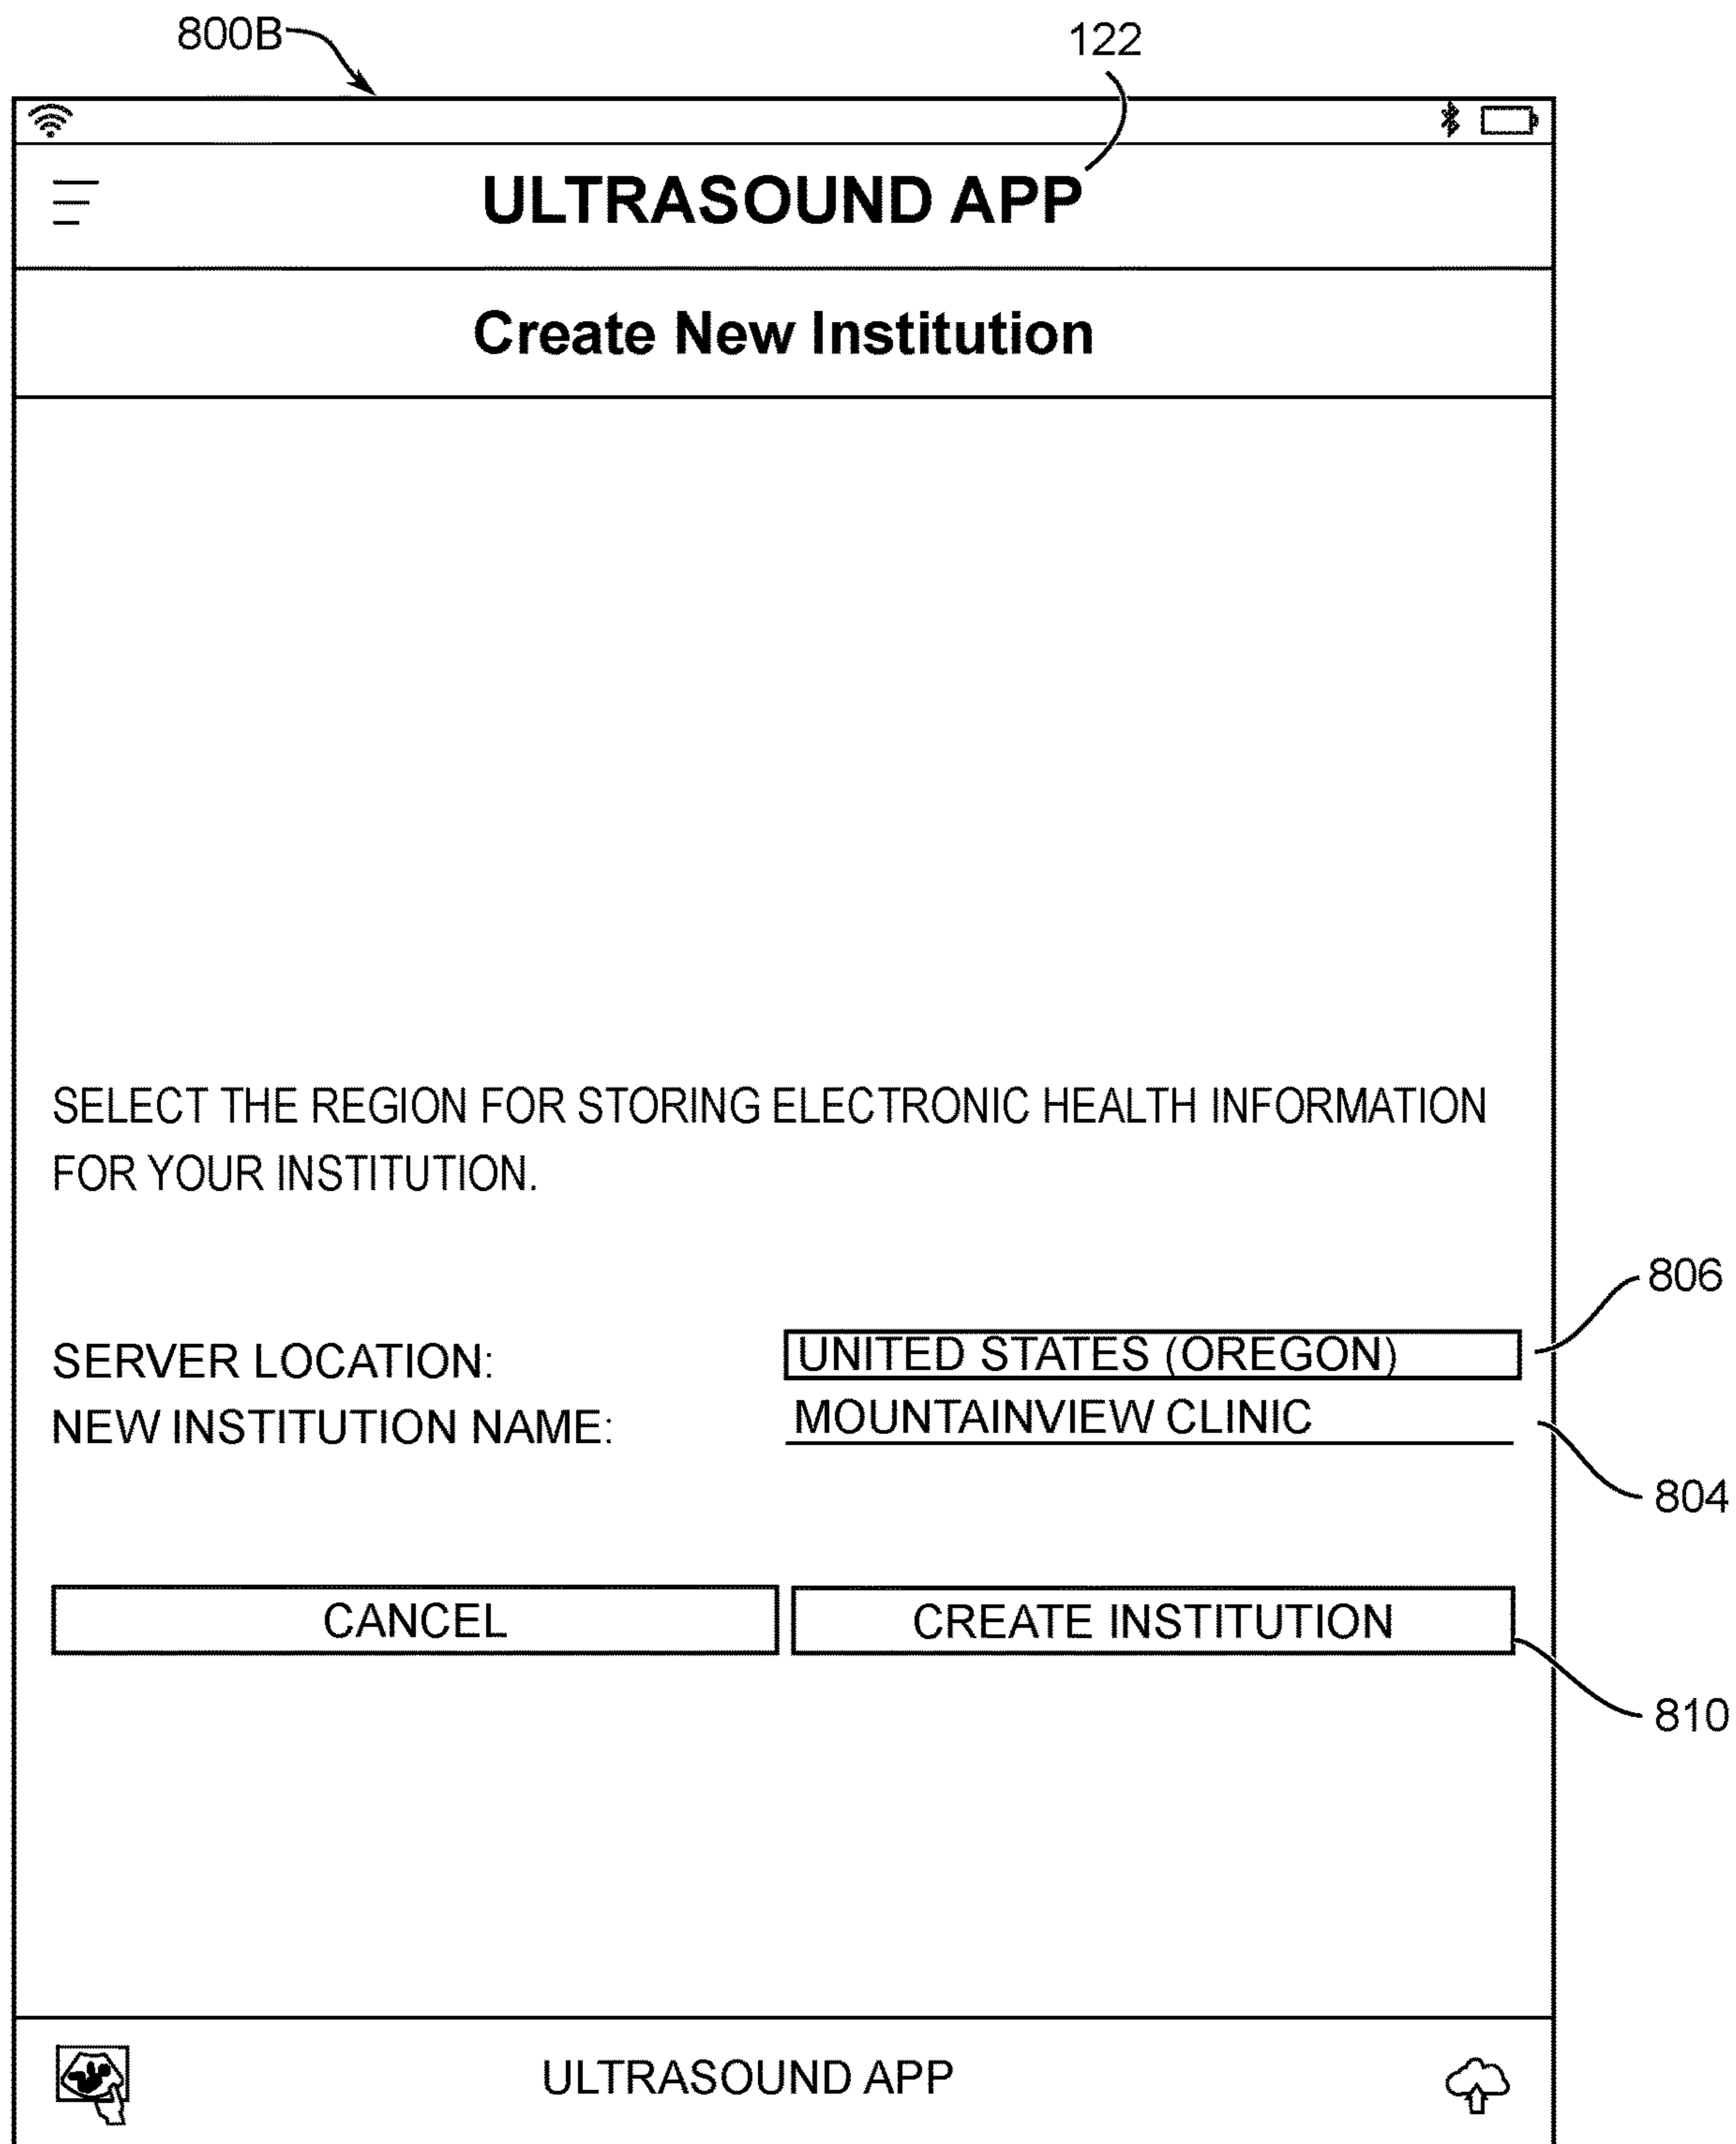 800B
122
ULTRASOUND APP
Create New Institution
SELECT THE REGION FOR STORING ELECTRONIC HEALTH INFORMATION
FOR YOUR INSTITUTION.
806
SERVER LOCATION: UNITED STATES (OREGON)
NEW INSTITUTION NAME: MOUNTAINVIEW CLINIC
804
CANCEL CREATE INSTITUTION
810
ULTRASOUND APP